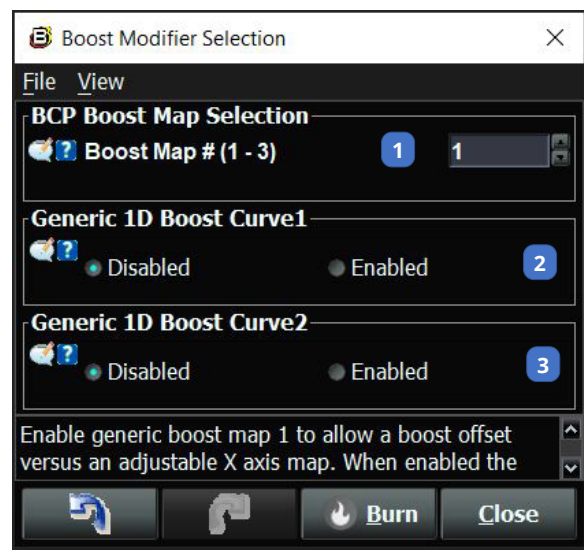 Boost Modifier Selection
File View
BCP Boost Map Selection
Boost Map # (1 - 3) 1 1
Generic 1D Boost Curve1
Disabled Enabled 2
Generic 1D Boost Curve2
Disabled Enabled 3
Enable generic boost map 1 to allow a boost offset
versus an adjustable X axis map. When enabled the
Burn Close